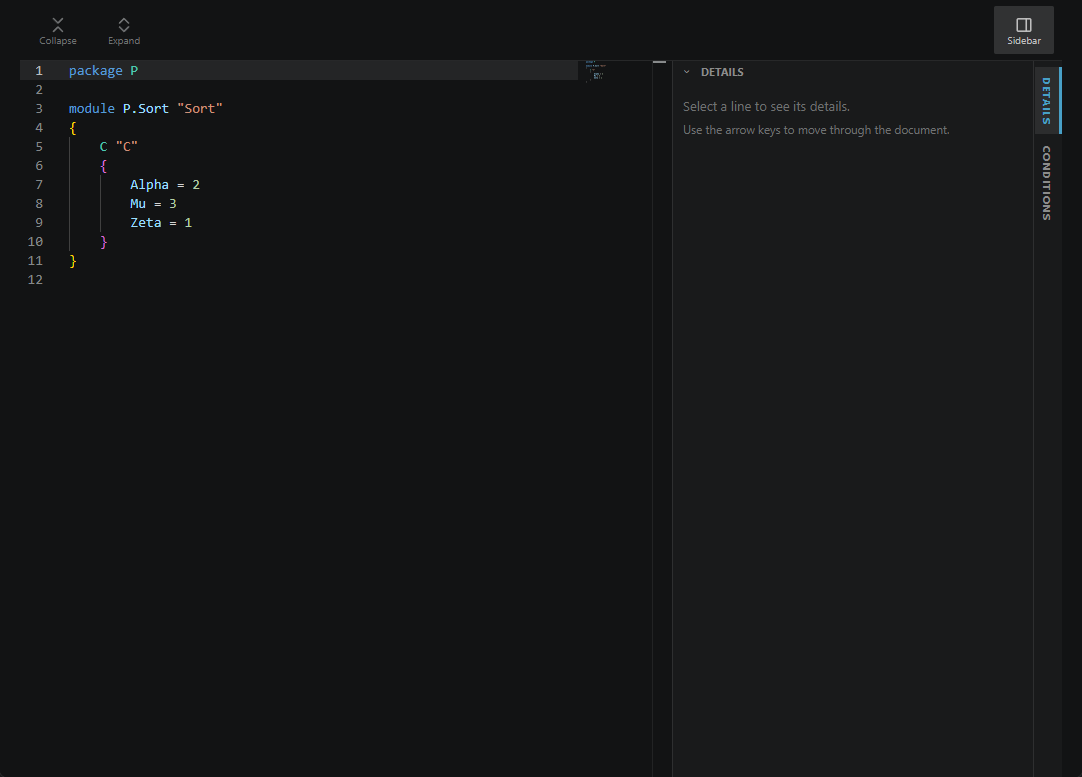 Collapse
Expand
Sidebar
1 package P
2
3 module P.Sort "Sort"
4 {
5 C "C"
6 {
7 Alpha = 2
8 Mu = 3
9 Zeta = 1
10 }
11 }
12
DETAILS
Select a line to see its details.
Use the arrow keys to move through the document.
DETAILS
CONDITIONS